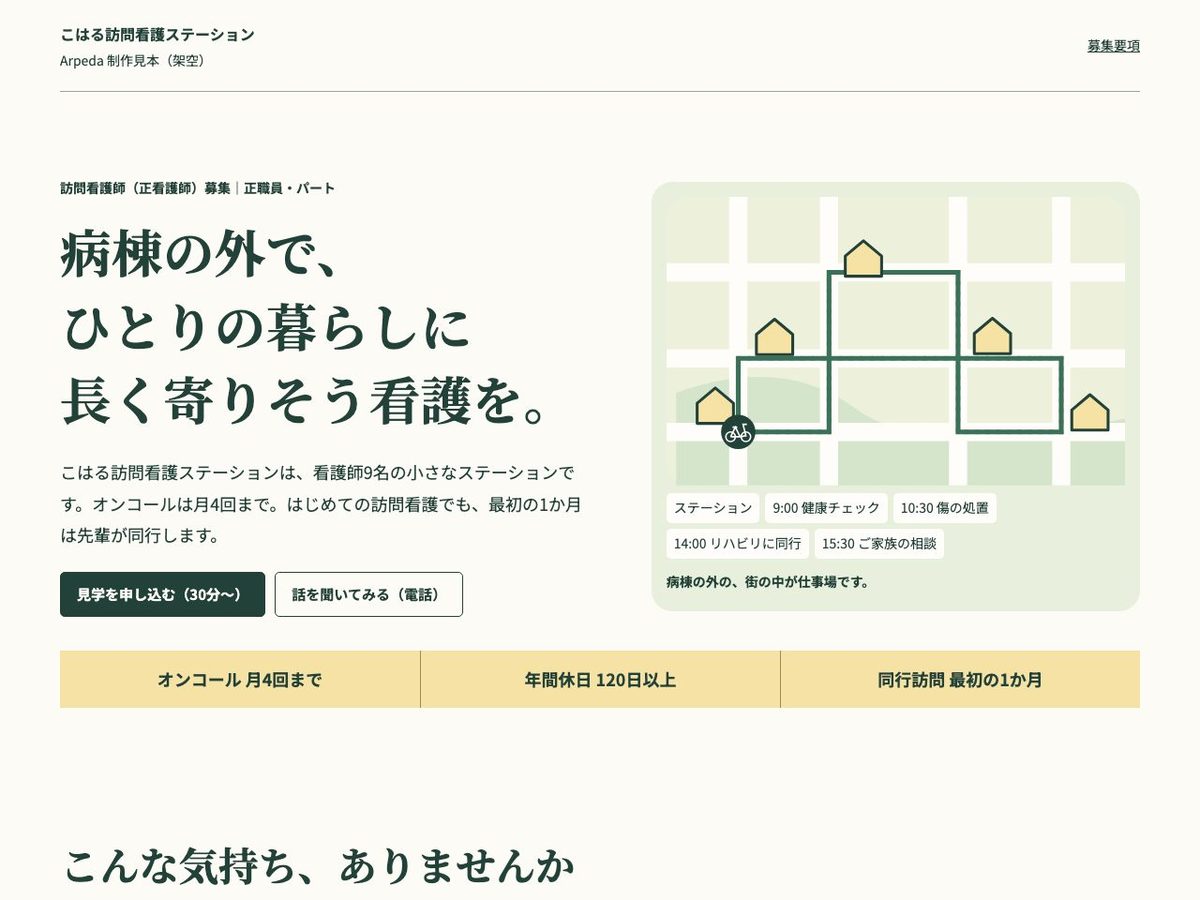 こはる訪問看護ステーション
Arpeda 制作見本（架空）
募集要項
訪問看護師（正看護師）募集｜正職員・パート
病棟の外で、
ひとりの暮らしに
長く寄りそう看護を。
こはる訪問看護ステーションは、看護師9名の小さなステーションで
す。オンコールは月4回まで。はじめての訪問看護でも、最初の1か月
は先輩が同行します。
見学を申し込む（30分〜）
話を聞いてみる（電話）
ステーション
9:00 健康チェック
10:30 傷の処置
14:00 リハビリに同行
15:30 ご家族の相談
病棟の外の、街の中が仕事場です。
オンコール 月4回まで
年間休日 120日以上
同行訪問 最初の1か月
こんな気持ち、ありませんか